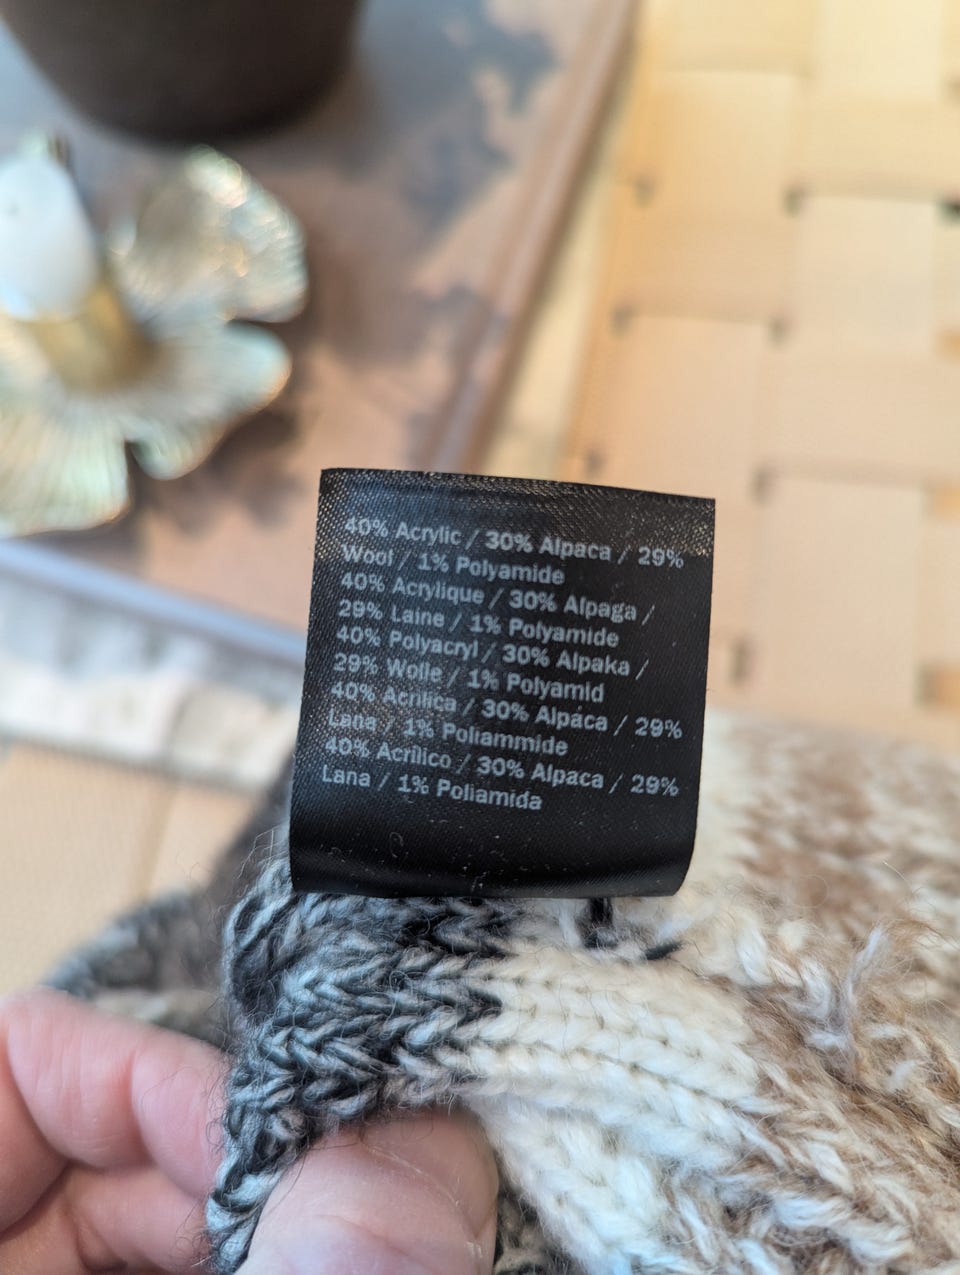 40% Acrylic / 30% Alpaca / 29%
Wool / 1% Polyamide
40% Acrylique / 30% Alpaga /
29% Laine / 1% Polyamide
40% Polyacryl / 30% Alpaka /
29% Wolle / 1% Polyamid
40% Acrilica / 30% Alpáca / 29%
Lana / 1% Poliammide
40% Acrílico / 30% Alpaca / 29%
Lana / 1% Poliamida